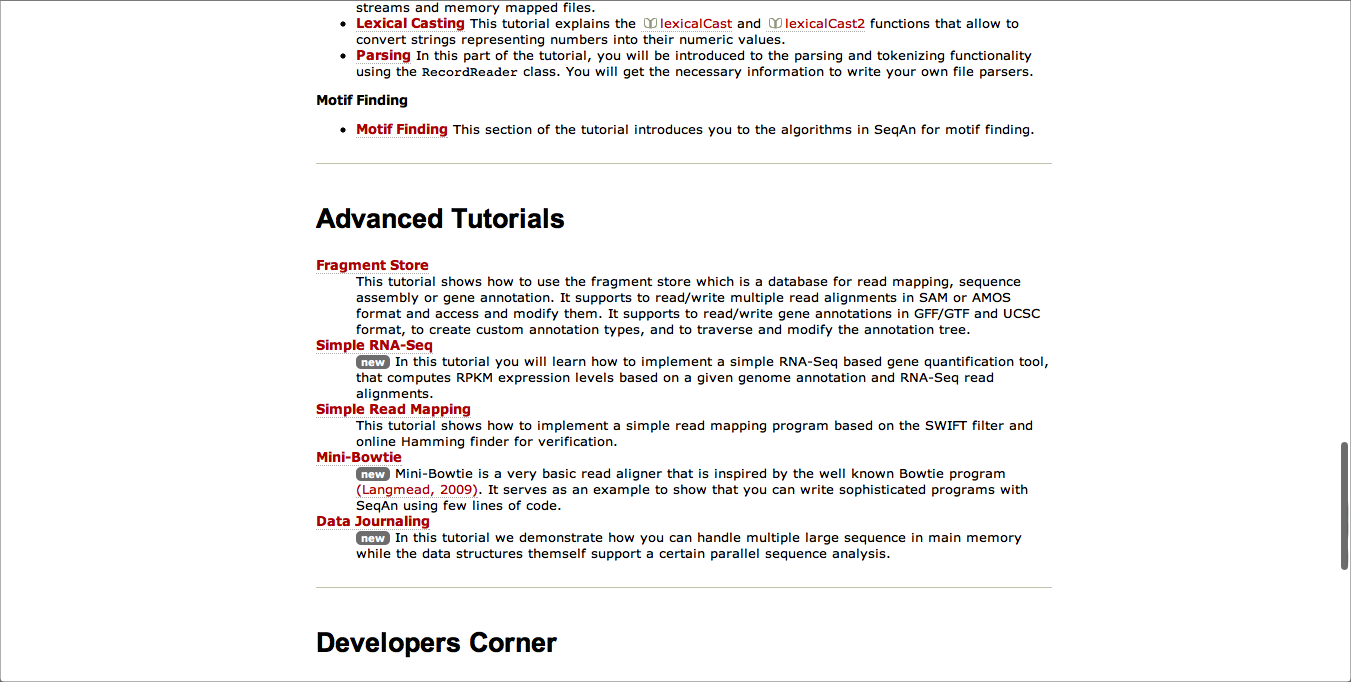 streams and memory mapped files.
• Lexical Casting This tutorial explains the lexicalCast and lexicalCast2 functions that allow to
convert strings representing numbers into their numeric values.
• Parsing In this part of the tutorial, you will be introduced to the parsing and tokenizing functionality
using the RecordReader class. You will get the necessary information to write your own file parsers.
Motif Finding
• Motif Finding This section of the tutorial introduces you to the algorithms in SeqAn for motif finding.
Advanced Tutorials
Fragment Store
This tutorial shows how to use the fragment store which is a database for read mapping, sequence
assembly or gene annotation. It supports to read/write multiple read alignments in SAM or AMOS
format and access and modify them. It supports to read/write gene annotations in GFF/GTF and UCSC
format, to create custom annotation types, and to traverse and modify the annotation tree.
Simple RNA-Seq
new In this tutorial you will learn how to implement a simple RNA-Seq based gene quantification tool,
that computes RPKM expression levels based on a given genome annotation and RNA-Seq read
alignments.
Simple Read Mapping
This tutorial shows how to implement a simple read mapping program based on the SWIFT filter and
online Hamming finder for verification.
Mini-Bowtie
new Mini-Bowtie is a very basic read aligner that is inspired by the well known Bowtie program
(Langmead, 2009). It serves as an example to show that you can write sophisticated programs with
SeqAn using few lines of code.
Data Journaling
new In this tutorial we demonstrate how you can handle multiple large sequence in main memory
while the data structures themself support a certain parallel sequence analysis.
Developers Corner